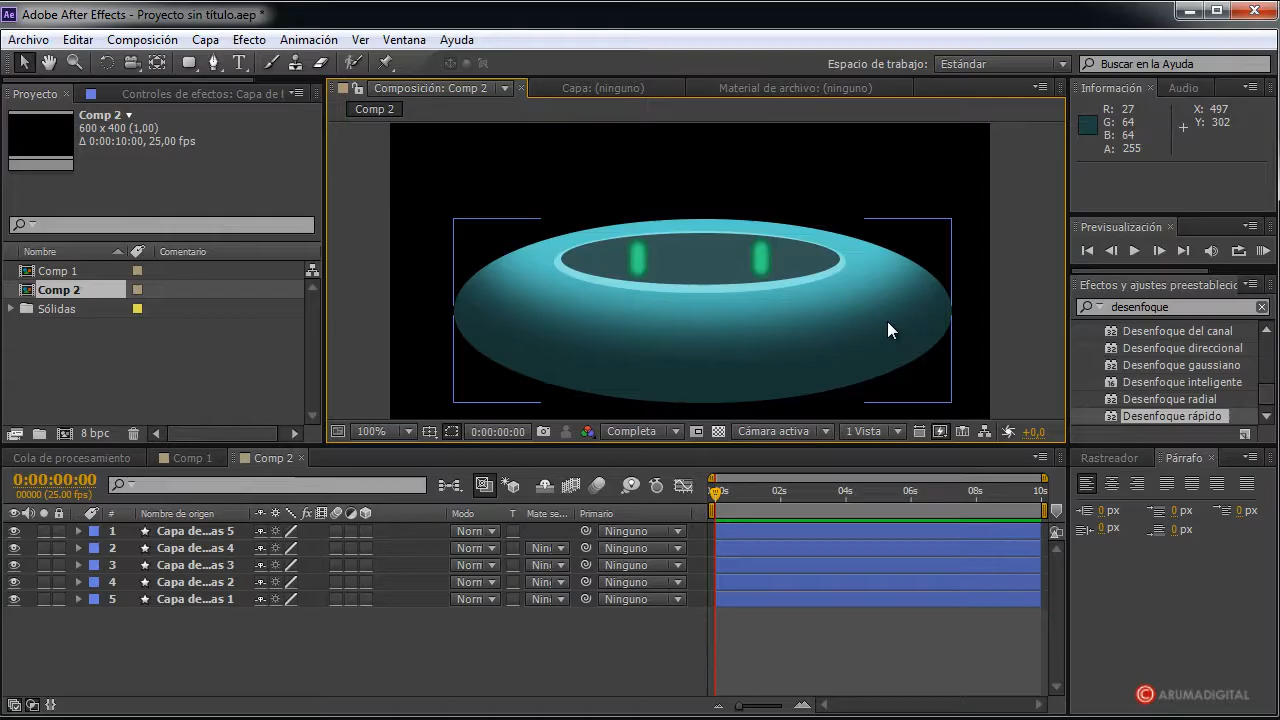 Adobe After Effects - Proyecto sin título.aep *
Archivo Editar Composición Capa Efecto Animación Ver Ventana Ayuda
Espacio de trabajo: Estándar Buscar en la Ayuda
Proyecto Controles de efectos: Capa de Composición: Comp 2 Capa: (ninguno) Material de archivo: (ninguno) Información Audio
Comp 2
600 x 400 (1,00)
Δ 0:00:10:00, 25,00 fps
Comp 2
R: 27 X: 497
G: 64 Y: 302
B: 64
A: 255
Previsualización
Nombre Comentario
Comp 1
Comp 2
Sólidas
Efectos y ajustes preestablecic
desenfoque
Desenfoque del canal
Desenfoque direccional
Desenfoque gaussiano
Desenfoque inteligente
Desenfoque radial
Desenfoque rápido
8 bpc
100% 0:00:00:00 Completa Cámara activa 1 Vista +0,0
Cola de procesamiento Comp 1 Comp 2
Rastreador Párrafo
0:00:00:00
00000 (25.00 fps)
00s 02s 04s 06s 08s 10s
0 px 0 px 0 px
0 px 0 px
# Nombre de origen fx Modo T Mate se... Primario
1 Capa de...as 5 Norn Ninguno
2 Capa de...as 4 Norn Nin Ninguno
3 Capa de...as 3 Norn Nin Ninguno
4 Capa de...as 2 Norn Nin Ninguno
5 Capa de...as 1 Norn Nin Ninguno
© ARUMADIGITAL